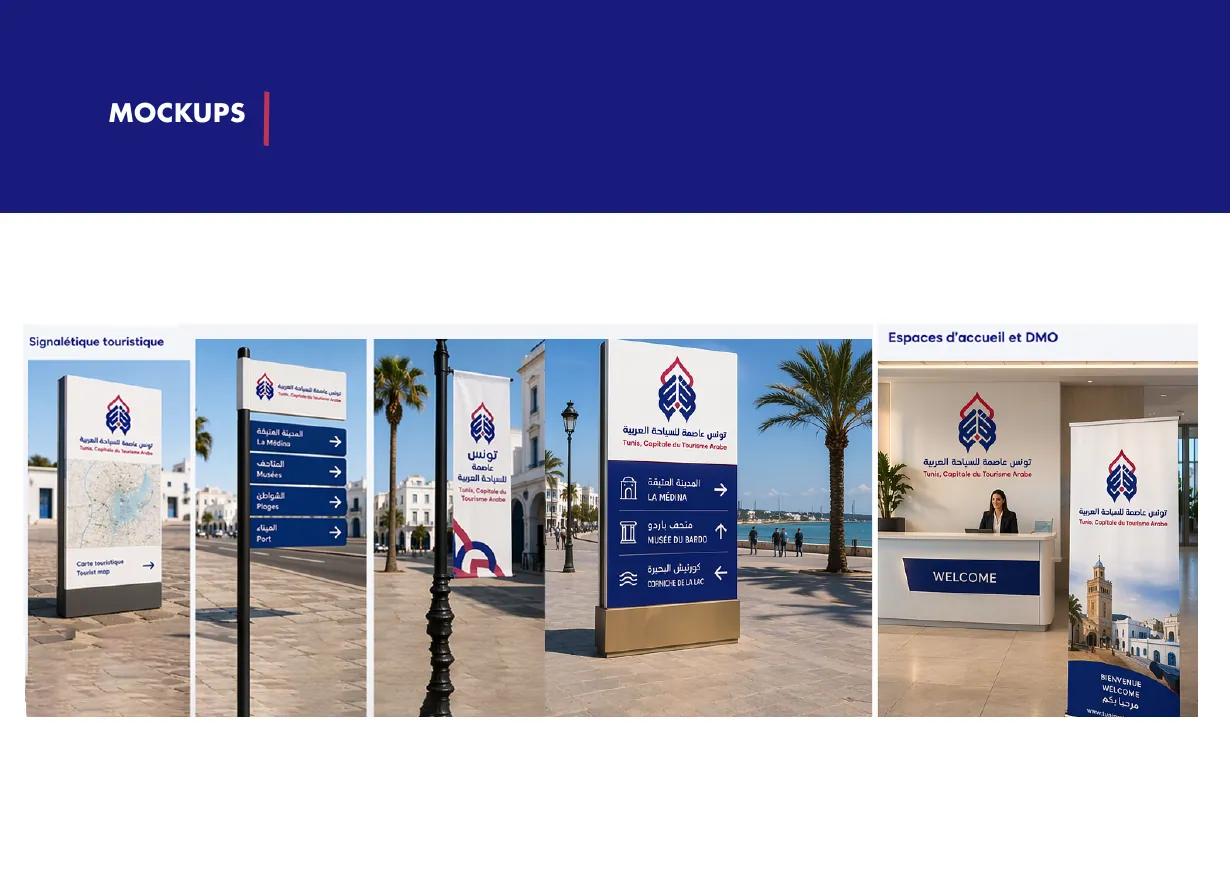 MOCKUPS
Signalétique touristique
تونس عاصمة للسياحة العربية
Tunis, Capitale du Tourisme Arabe
Carte touristique
Tourist map
تونس عاصمة للسياحة العربية
Tunis, Capitale du Tourisme Arabe
المدينة العتيقة
La Médina
المتاحف
Musées
الشواطئ
Plages
الميناء
Port
تونس
عاصمة
للسياحة العربية
Tunis, Capitale du
Tourisme Arabe
تونس عاصمة للسياحة العربية
Tunis, Capitale du Tourisme Arabe
المدينة العتيقة
LA MÉDINA
متحف باردو
MUSÉE DU BARDO
كورنيش البحيرة
CORNICHE DE LA LAC
Espaces d'accueil et DMO
تونس عاصمة للسياحة العربية
Tunis, Capitale du Tourisme Arabe
WELCOME
تونس عاصمة للسياحة العربية
Tunis, Capitale du Tourisme Arabe
BIENVENUE
WELCOME
مرحبا بكم